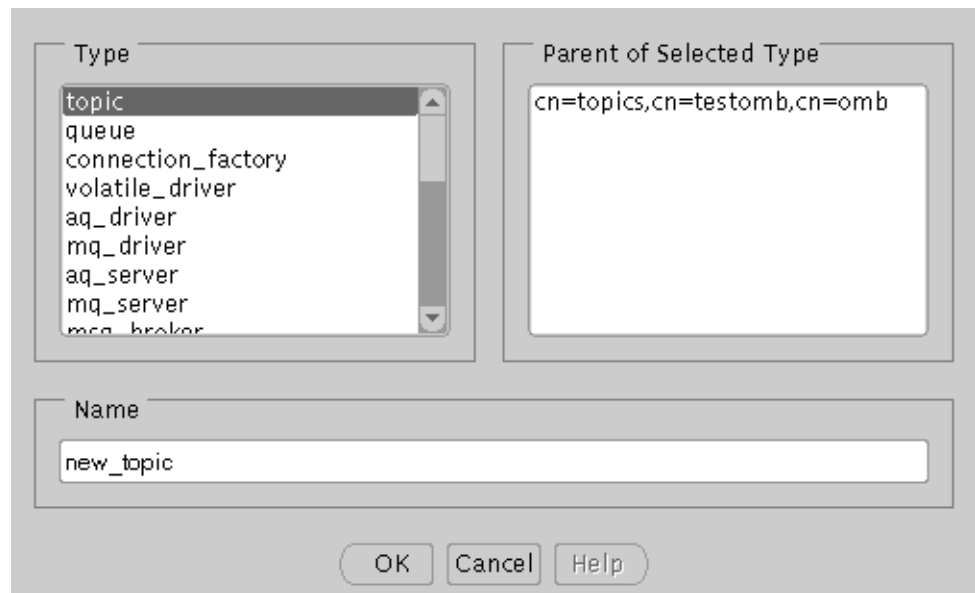 Type
topic
queue
connection_factory
volatile_driver
aq_driver
mq_driver
aq_server
mq_server
Parent of Selected Type
cn=topics,cn=testomb,cn=omb
Name
new_topic
OK Cancel Help